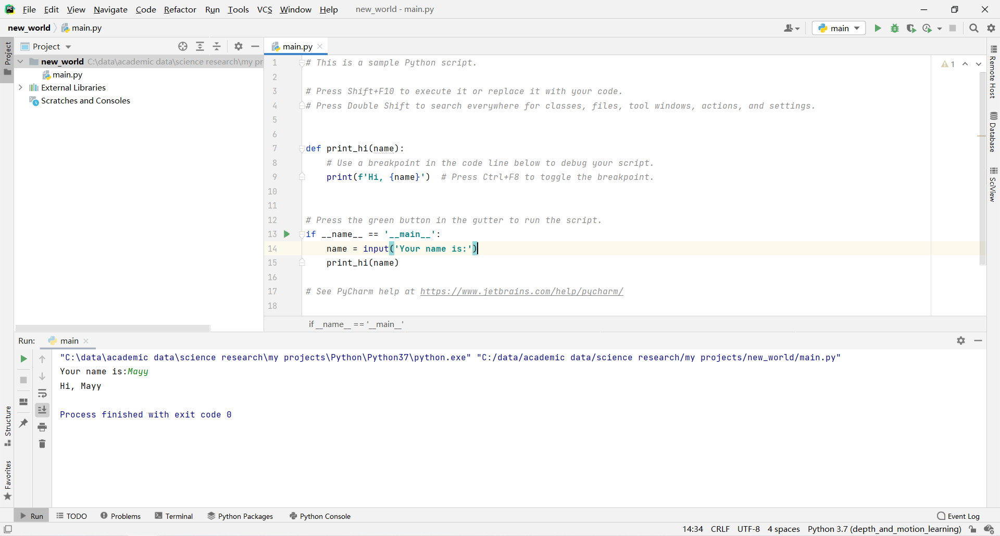 File Edit View Navigate Code Refactor Run Tools VCS Window Help new_world - main.py
new_world main.py main
Project
Project
new_world C:\data\academic data\science research\my pr
main.py
External Libraries
Scratches and Consoles
Structure
Favorites
main.py
1 # This is a sample Python script.
2
3 # Press Shift+F10 to execute it or replace it with your code.
4 # Press Double Shift to search everywhere for classes, files, tool windows, actions, and settings.
5
6
7 def print_hi(name):
8 # Use a breakpoint in the code line below to debug your script.
9 print(f'Hi, {name}')  # Press Ctrl+F8 to toggle the breakpoint.
10
11
12 # Press the green button in the gutter to run the script.
13 if __name__ == '__main__':
14 name = input('Your name is:')
15 print_hi(name)
16
17 # See PyCharm help at https://www.jetbrains.com/help/pycharm/
18
1
if __name__ == '__main__'
Remote Host
Database
SciView
Run: main
"C:\data\academic data\science research\my projects\Python\Python37\python.exe" "C:/data/academic data/science research/my projects/new_world/main.py"
Your name is:Mayy
Hi, Mayy
Process finished with exit code 0
Run TODO Problems Terminal Python Packages Python Console Event Log
14:34 CRLF UTF-8 4 spaces Python 3.7 (depth_and_motion_learning)